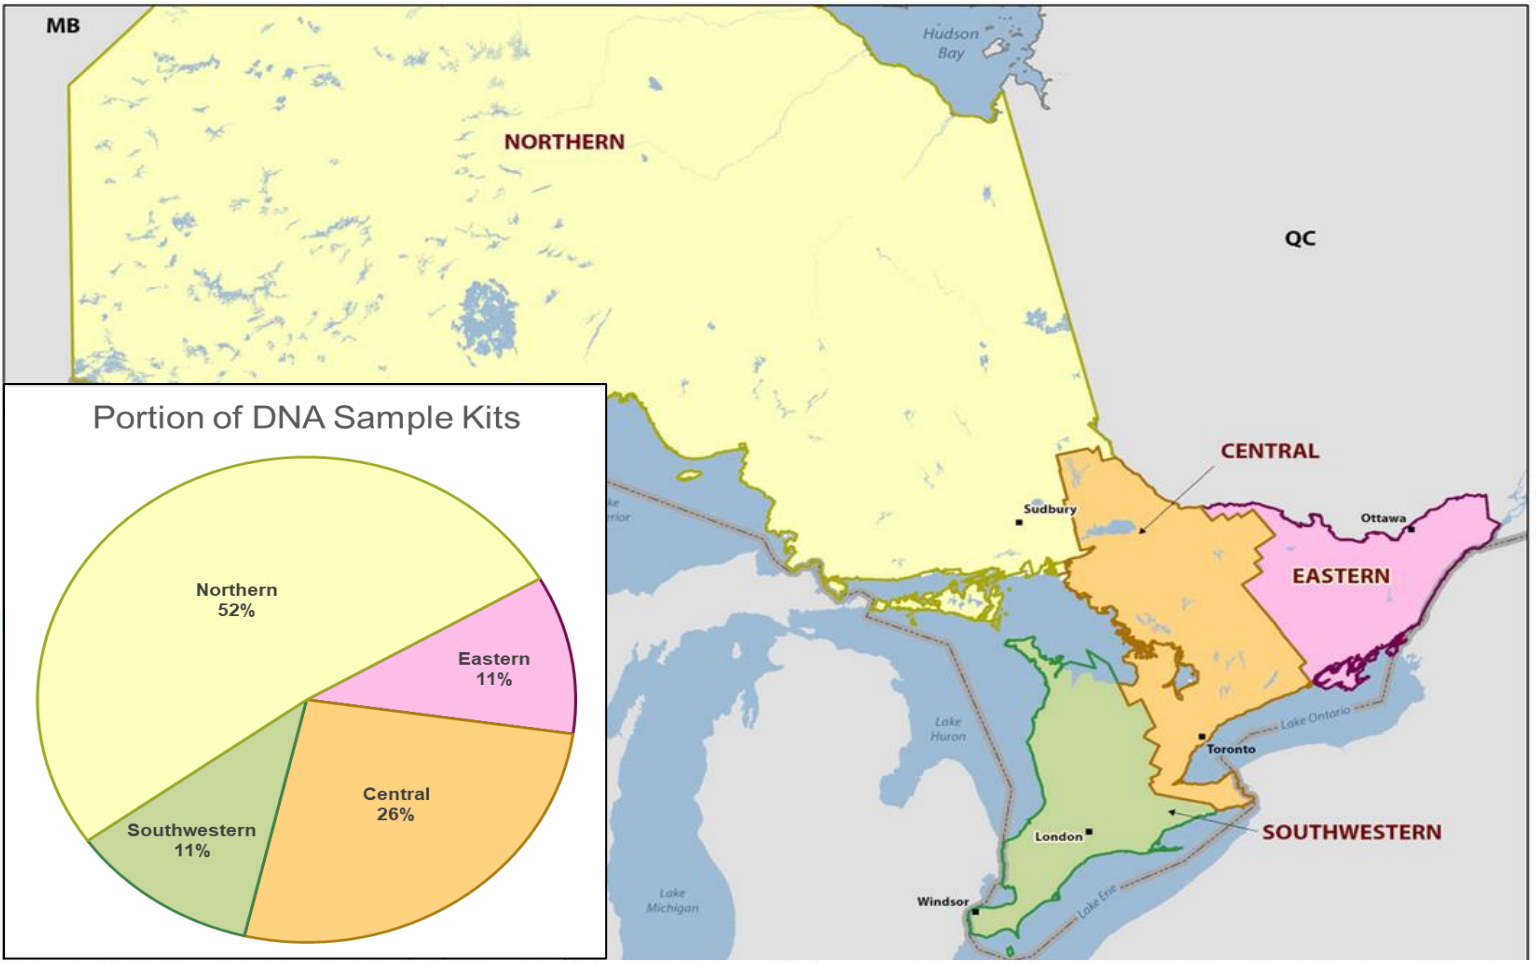 MB
Hudson
Bay
NORTHERN
QC
Portion of DNA Sample Kits
Northern
52%
Eastern
11%
Central
26%
Southwestern
11%
CENTRAL
Sudbury
Ottawa
EASTERN
Lake Ontario
Toronto
Lake
Huron
London
SOUTHWESTERN
Windsor
Lake Erie
Lake
Michigan